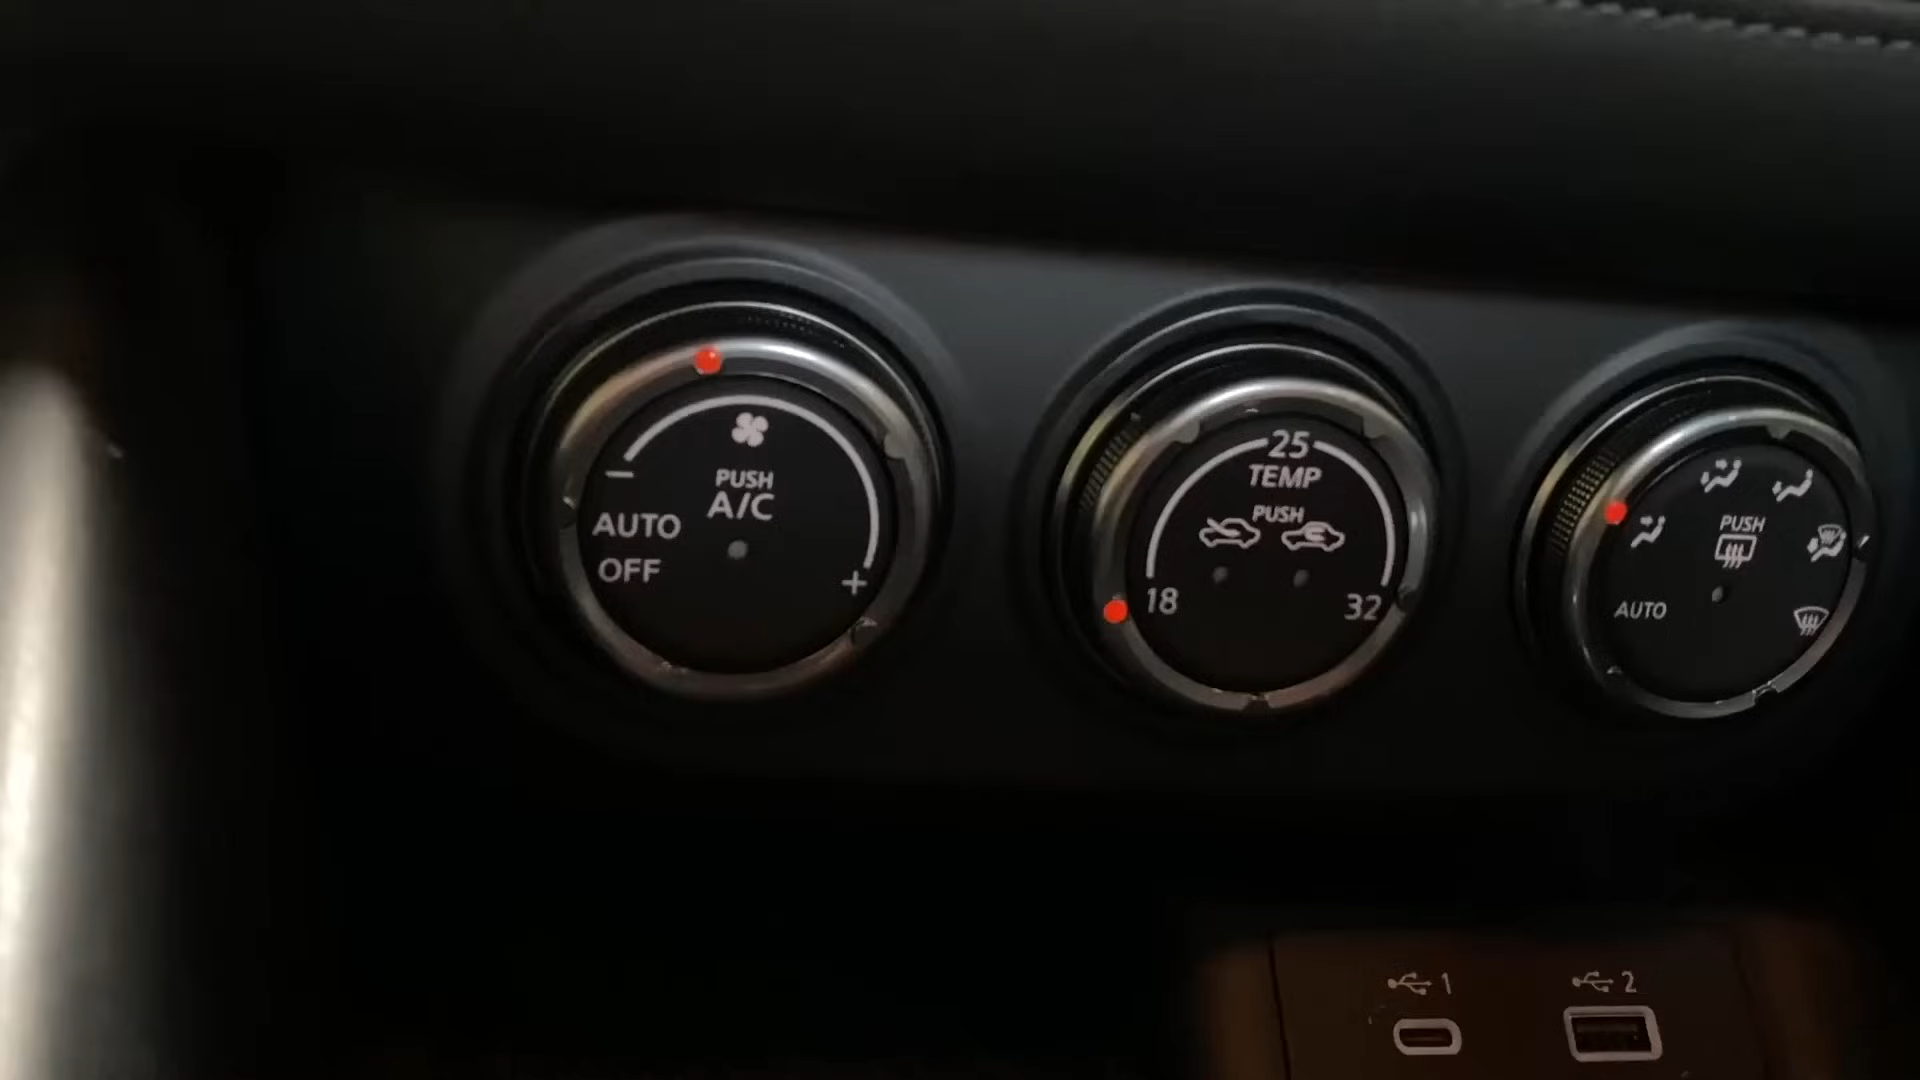 −
PUSH
A/C
AUTO
OFF
+
25
TEMP
PUSH
18
32
PUSH
AUTO
1
2